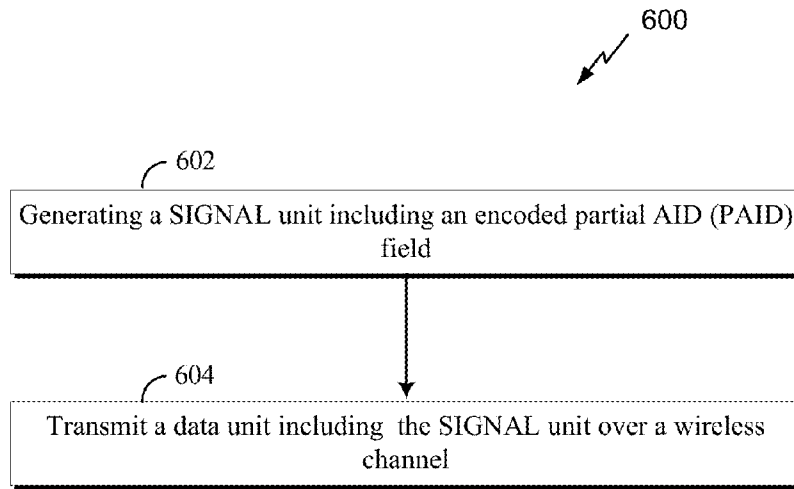 600
602
Generating a SIGNAL unit including an encoded partial AID (PAID)
field
604
Transmit a data unit including the SIGNAL unit over a wireless
channel